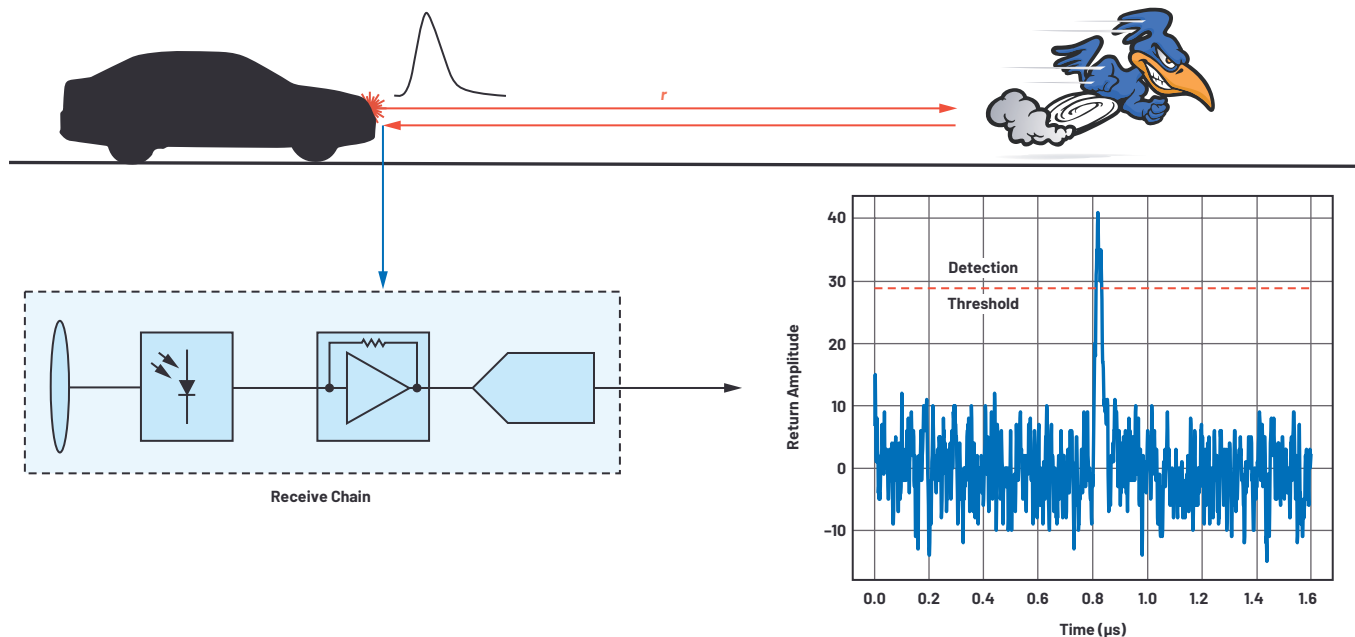 r
Receive Chain
Return Amplitude
40
30
20
10
0
–10
Detection
Threshold
0.0 0.2 0.4 0.6 0.8 1.0 1.2 1.4 1.6
Time (µs)